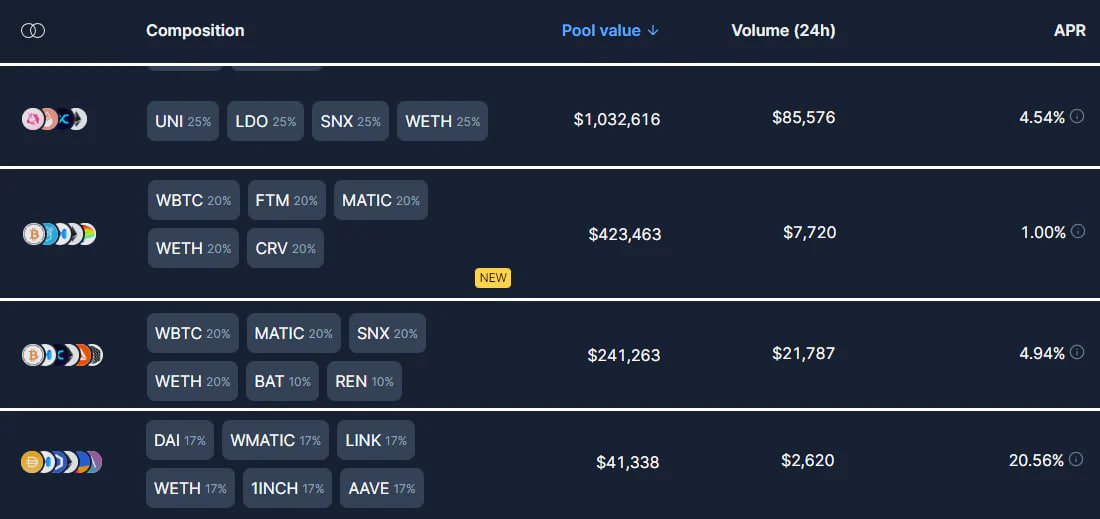 Composition Pool value ↓ Volume (24h) APR
UNI 25% LDO 25% SNX 25% WETH 25% $1,032,616 $85,576 4.54%
WBTC 20% FTM 20% MATIC 20%
WETH 20% CRV 20% $423,463 $7,720 1.00%
NEW
WBTC 20% MATIC 20% SNX 20%
WETH 20% BAT 10% REN 10% $241,263 $21,787 4.94%
DAI 17% WMATIC 17% LINK 17%
WETH 17% 1INCH 17% AAVE 17% $41,338 $2,620 20.56%